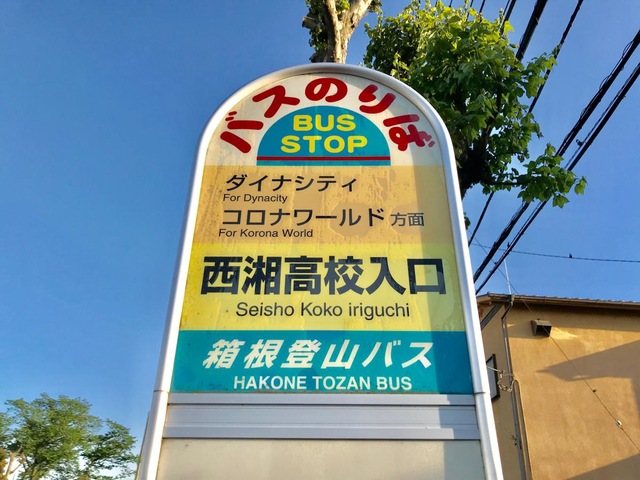 バスのりば
BUS
STOP
ダイナシティ
For Dynacity
コロナワールド 方面
For Korona World
西湘高校入口
Seisho Koko iriguchi
箱根登山バス
HAKONE TOZAN BUS